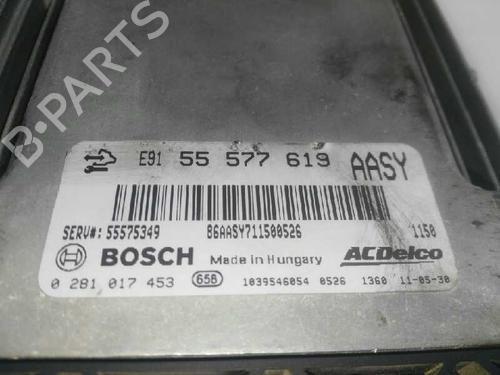 E91 55 577 619 AASY
SERV#: 55575349 86AASY711500526 1150
BOSCH Made in Hungary ACDelco
0 281 017 453 658 1039S46054 0526 1360 11-05-30
B-PARTS